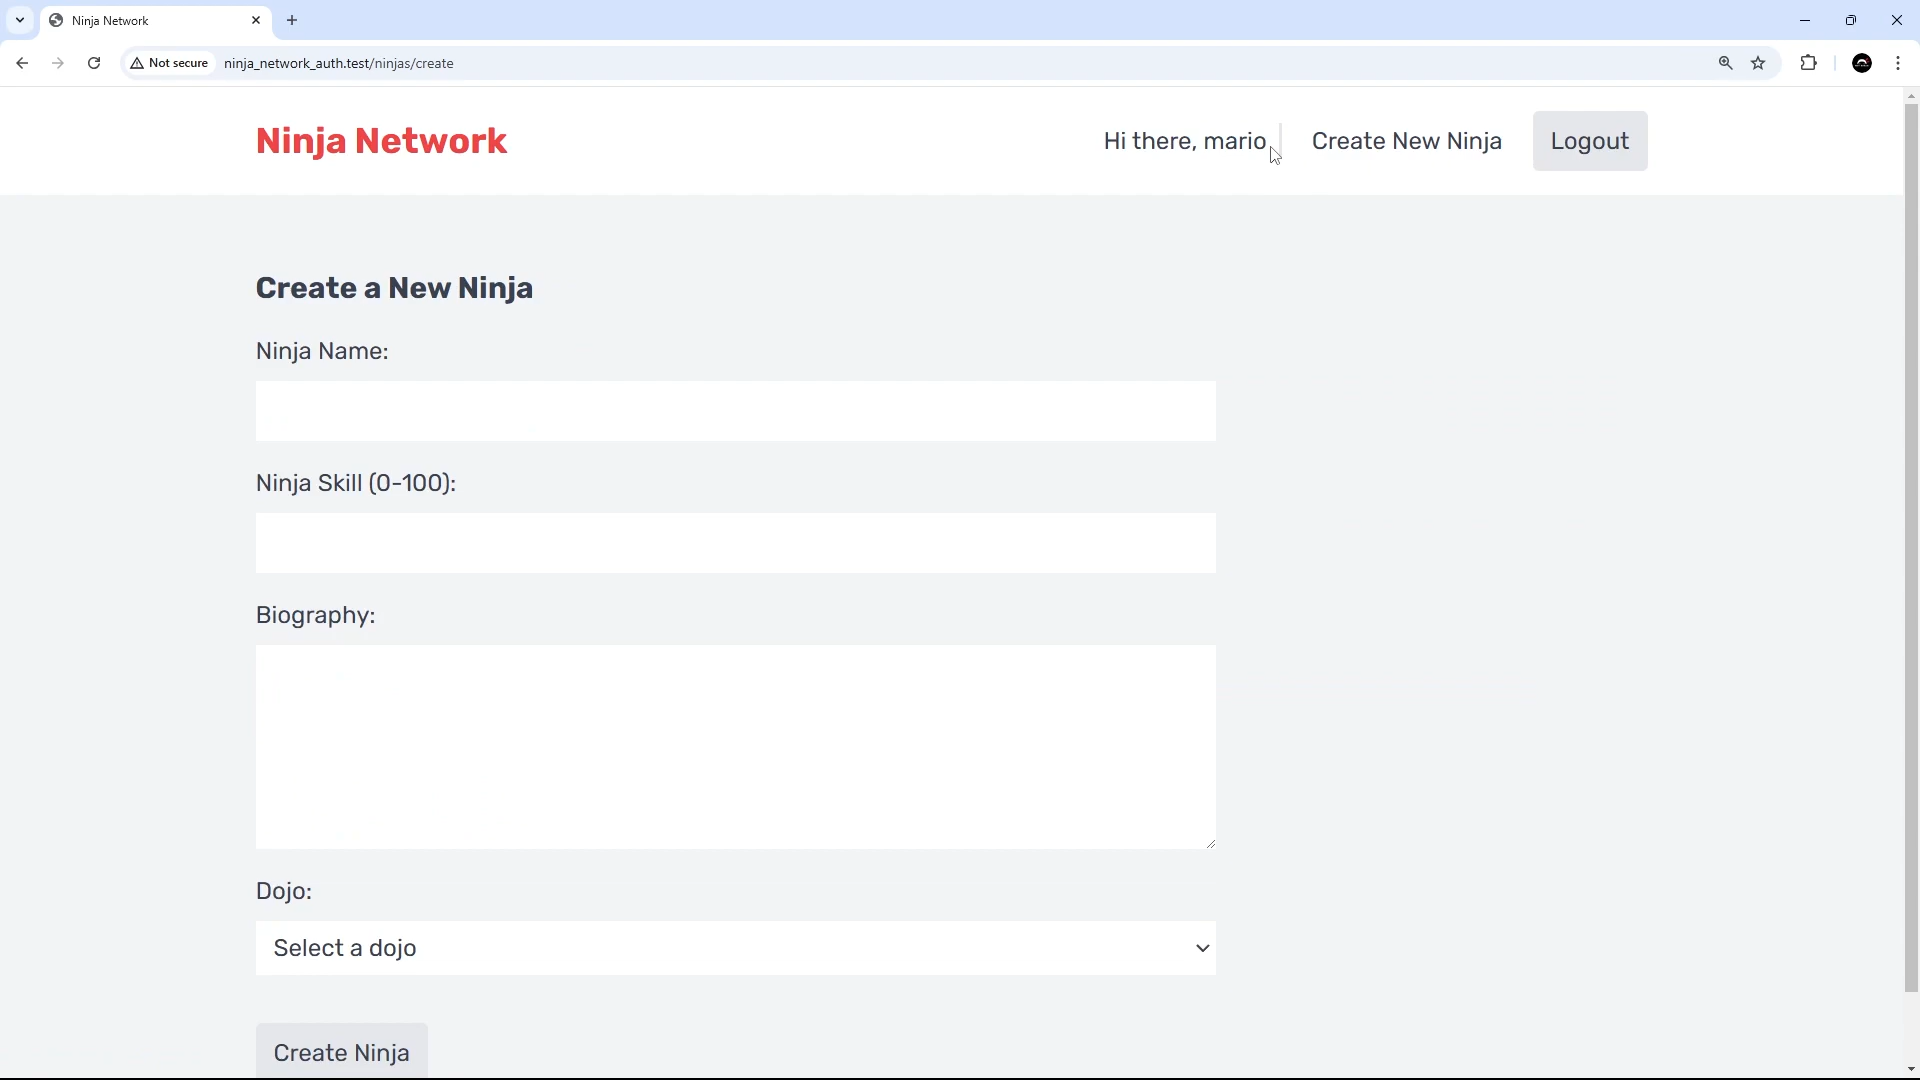 Ninja Network
Not secure
ninja_network_auth.test/ninjas/create
Ninja Network
Hi there, mario
Create New Ninja
Logout
Create a New Ninja
Ninja Name:
Ninja Skill (0-100):
Biography:
Dojo:
Select a dojo
Create Ninja